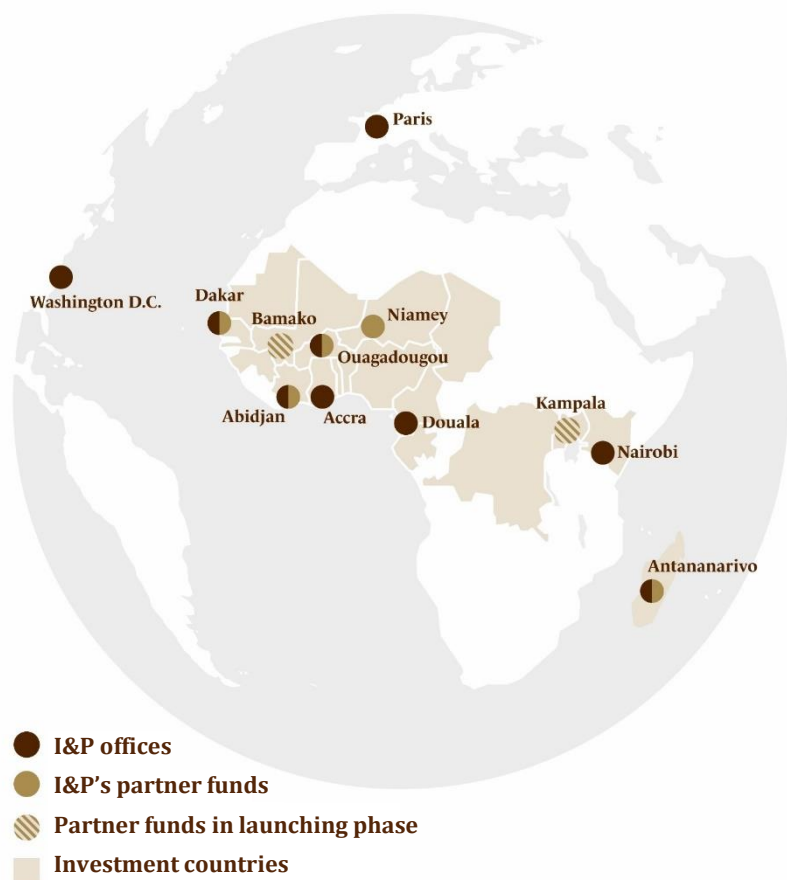 Paris
Washington D.C.
Dakar
Bamako
Niamey
Ouagadougou
Abidjan
Accra
Douala
Kampala
Nairobi
Antananarivo
I&P offices
I&P’s partner funds
Partner funds in launching phase
Investment countries